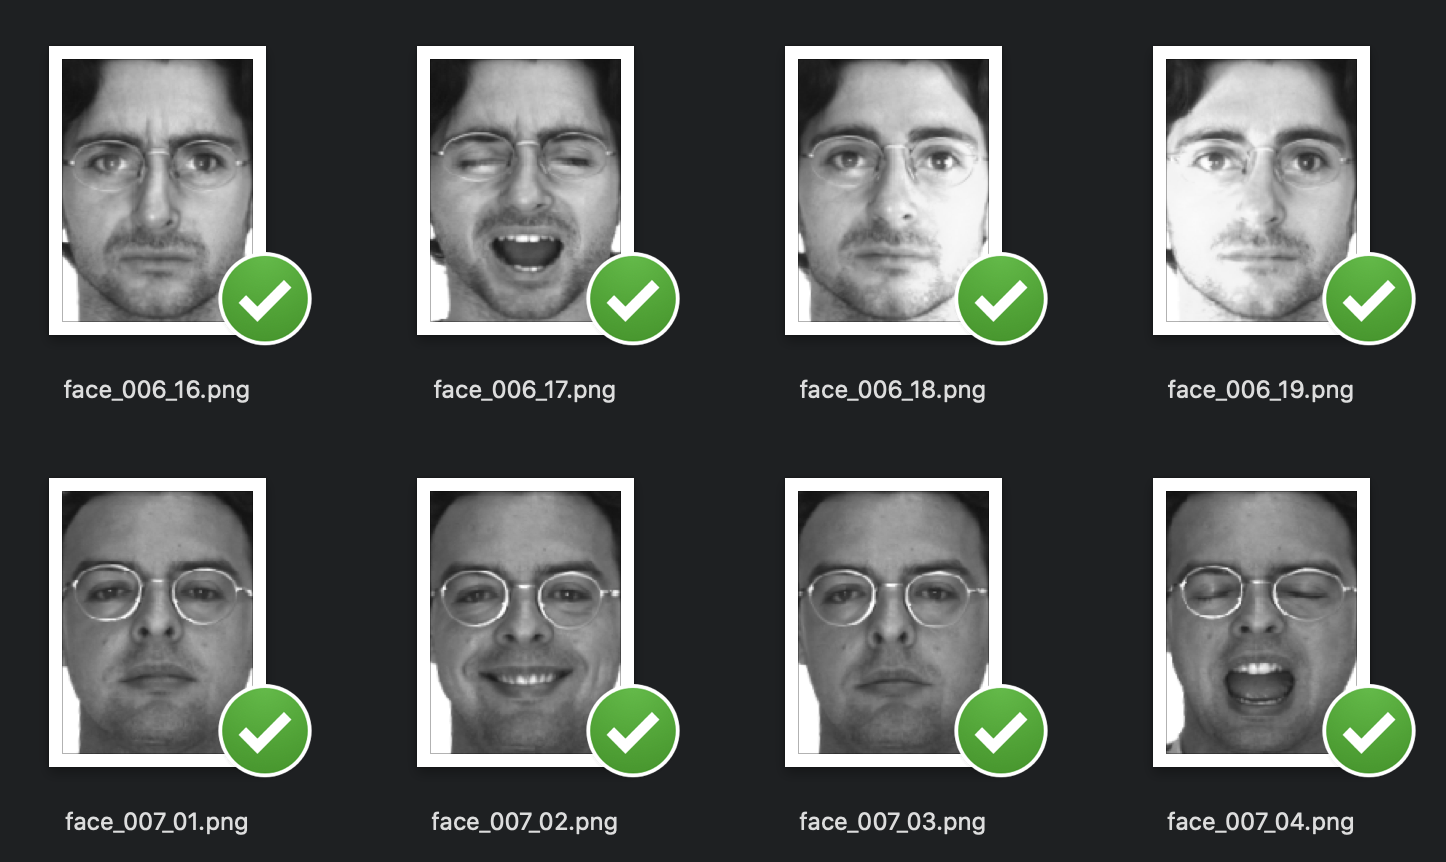 face_006_16.png
face_006_17.png
face_006_18.png
face_006_19.png
face_007_01.png
face_007_02.png
face_007_03.png
face_007_04.png